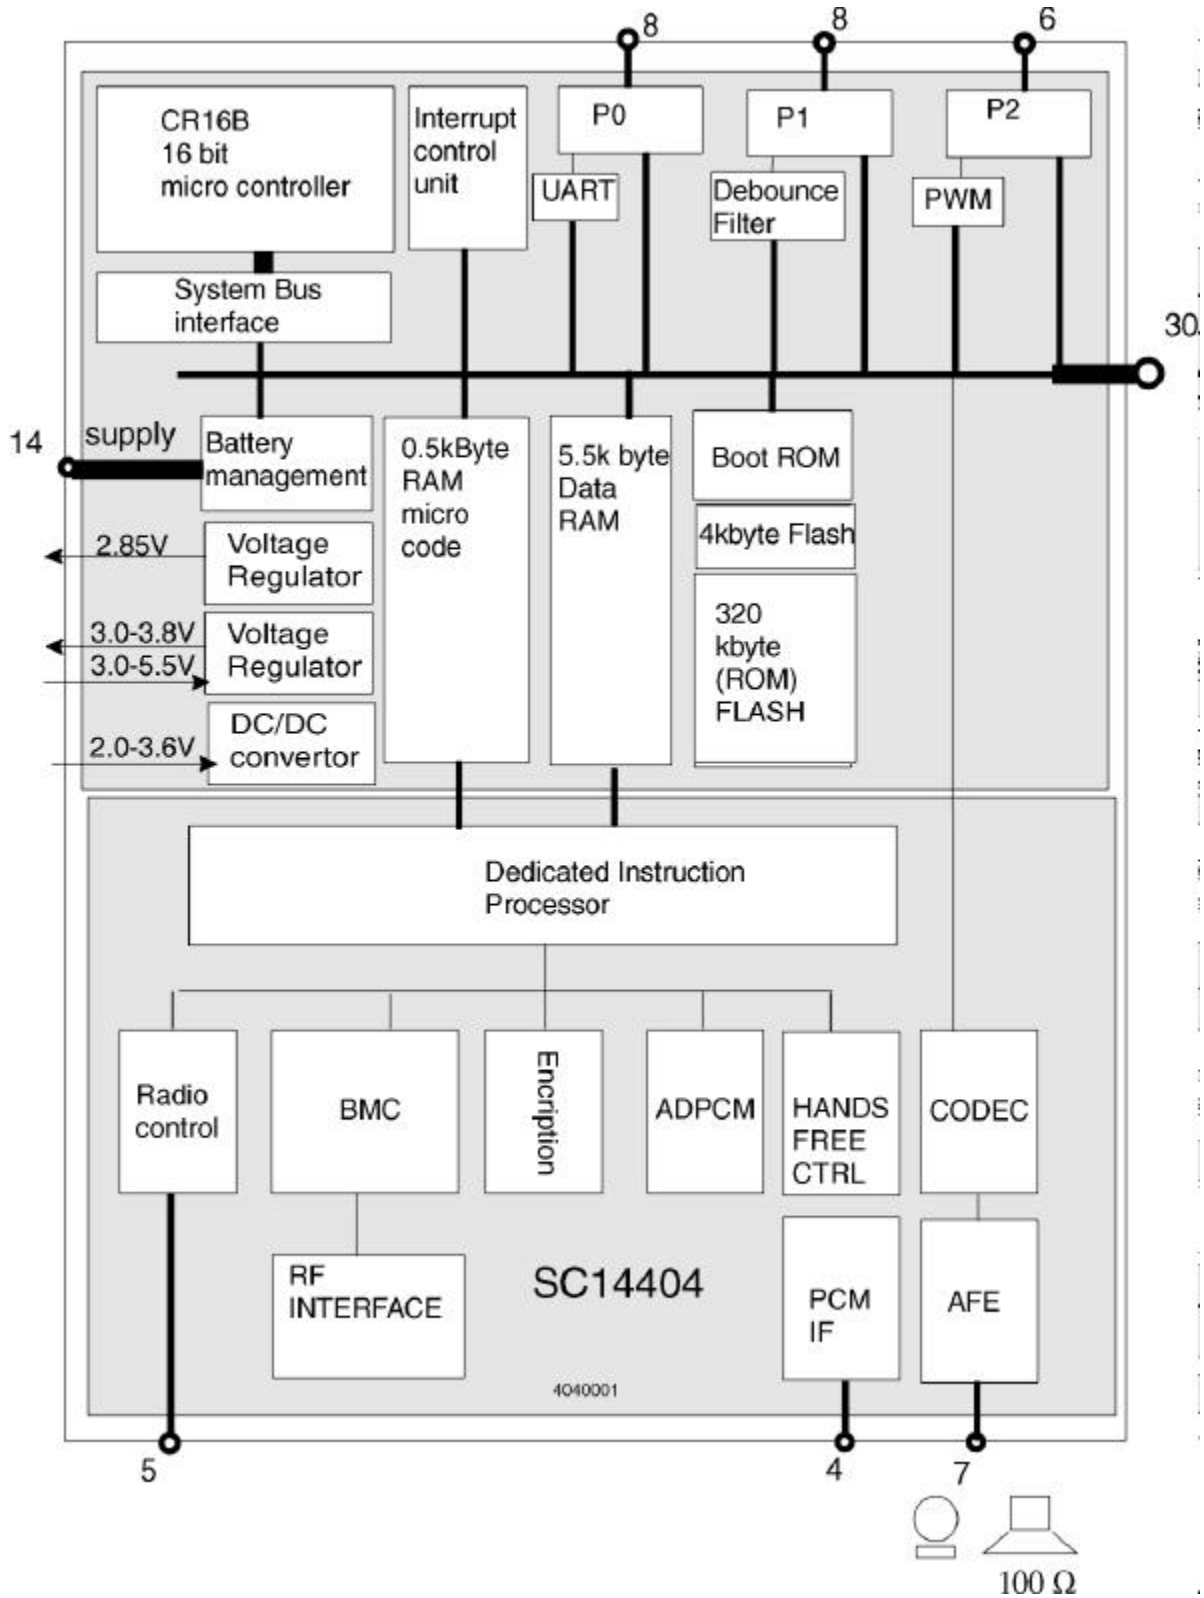 8
8
6
CR16B
16 bit
micro controller
Interrupt
control
unit
P0
P1
P2
UART
Debounce
Filter
PWM
System Bus
interface
30
14
supply
Battery
management
0.5kByte
RAM
micro
code
5.5k byte
Data
RAM
Boot ROM
4kbyte Flash
320
kbyte
(ROM)
FLASH
2.85V
Voltage
Regulator
3.0-3.8V
3.0-5.5V
Voltage
Regulator
2.0-3.6V
DC/DC
convertor
Dedicated Instruction
Processor
Radio
control
BMC
Encription
ADPCM
HANDS
FREE
CTRL
CODEC
RF
INTERFACE
SC14404
PCM
IF
AFE
4040001
5
4
7
100 Ω